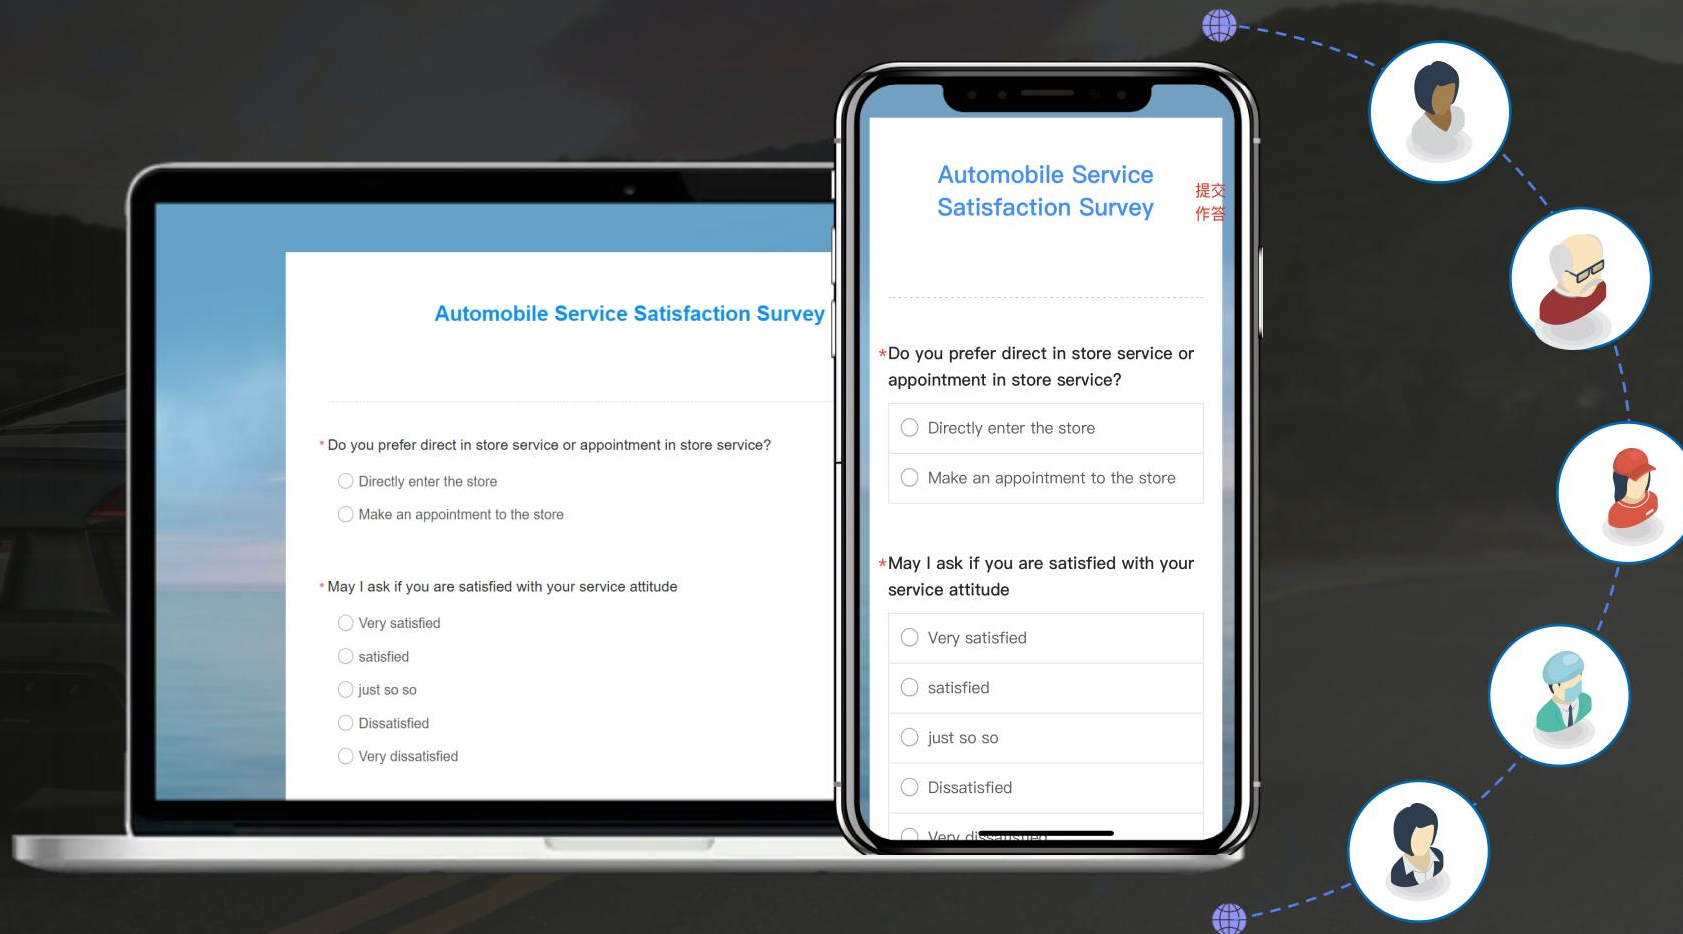 Automobile Service Satisfaction Survey
* Do you prefer direct in store service or appointment in store service?
Directly enter the store
Make an appointment to the store
* May I ask if you are satisfied with your service attitude
Very satisfied
satisfied
just so so
Dissatisfied
Very dissatisfied
Automobile Service
Satisfaction Survey
提交
作答
*Do you prefer direct in store service or
appointment in store service?
Directly enter the store
Make an appointment to the store
*May I ask if you are satisfied with your
service attitude
Very satisfied
satisfied
just so so
Dissatisfied
Very dissatisfied